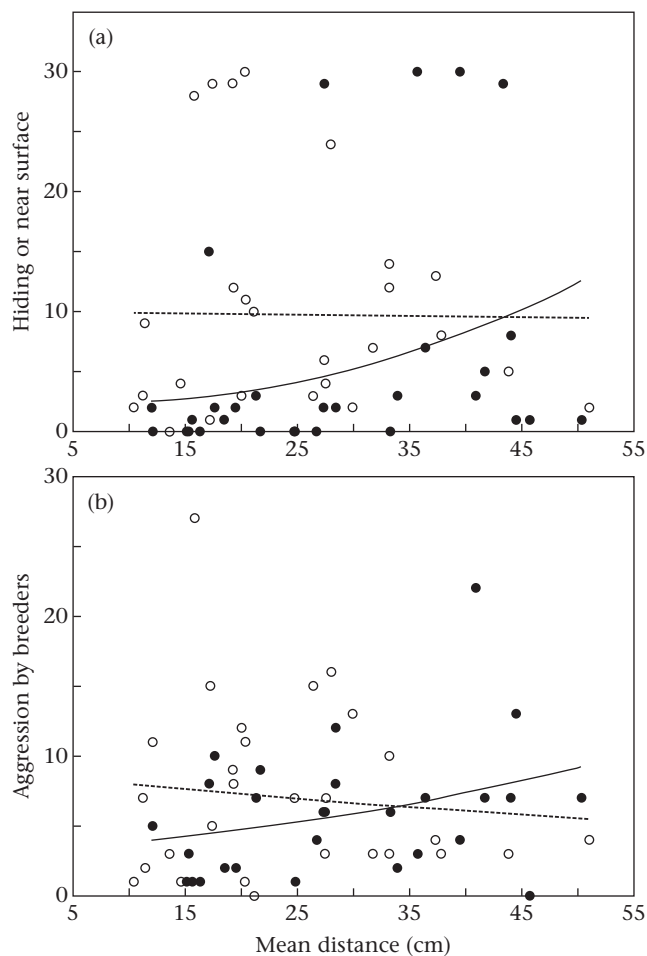 (a)
30
20
10
0
Hiding or near surface
5 15 25 35 45 55
(b)
30
20
10
0
Aggression by breeders
5 15 25 35 45 55
Mean distance (cm)